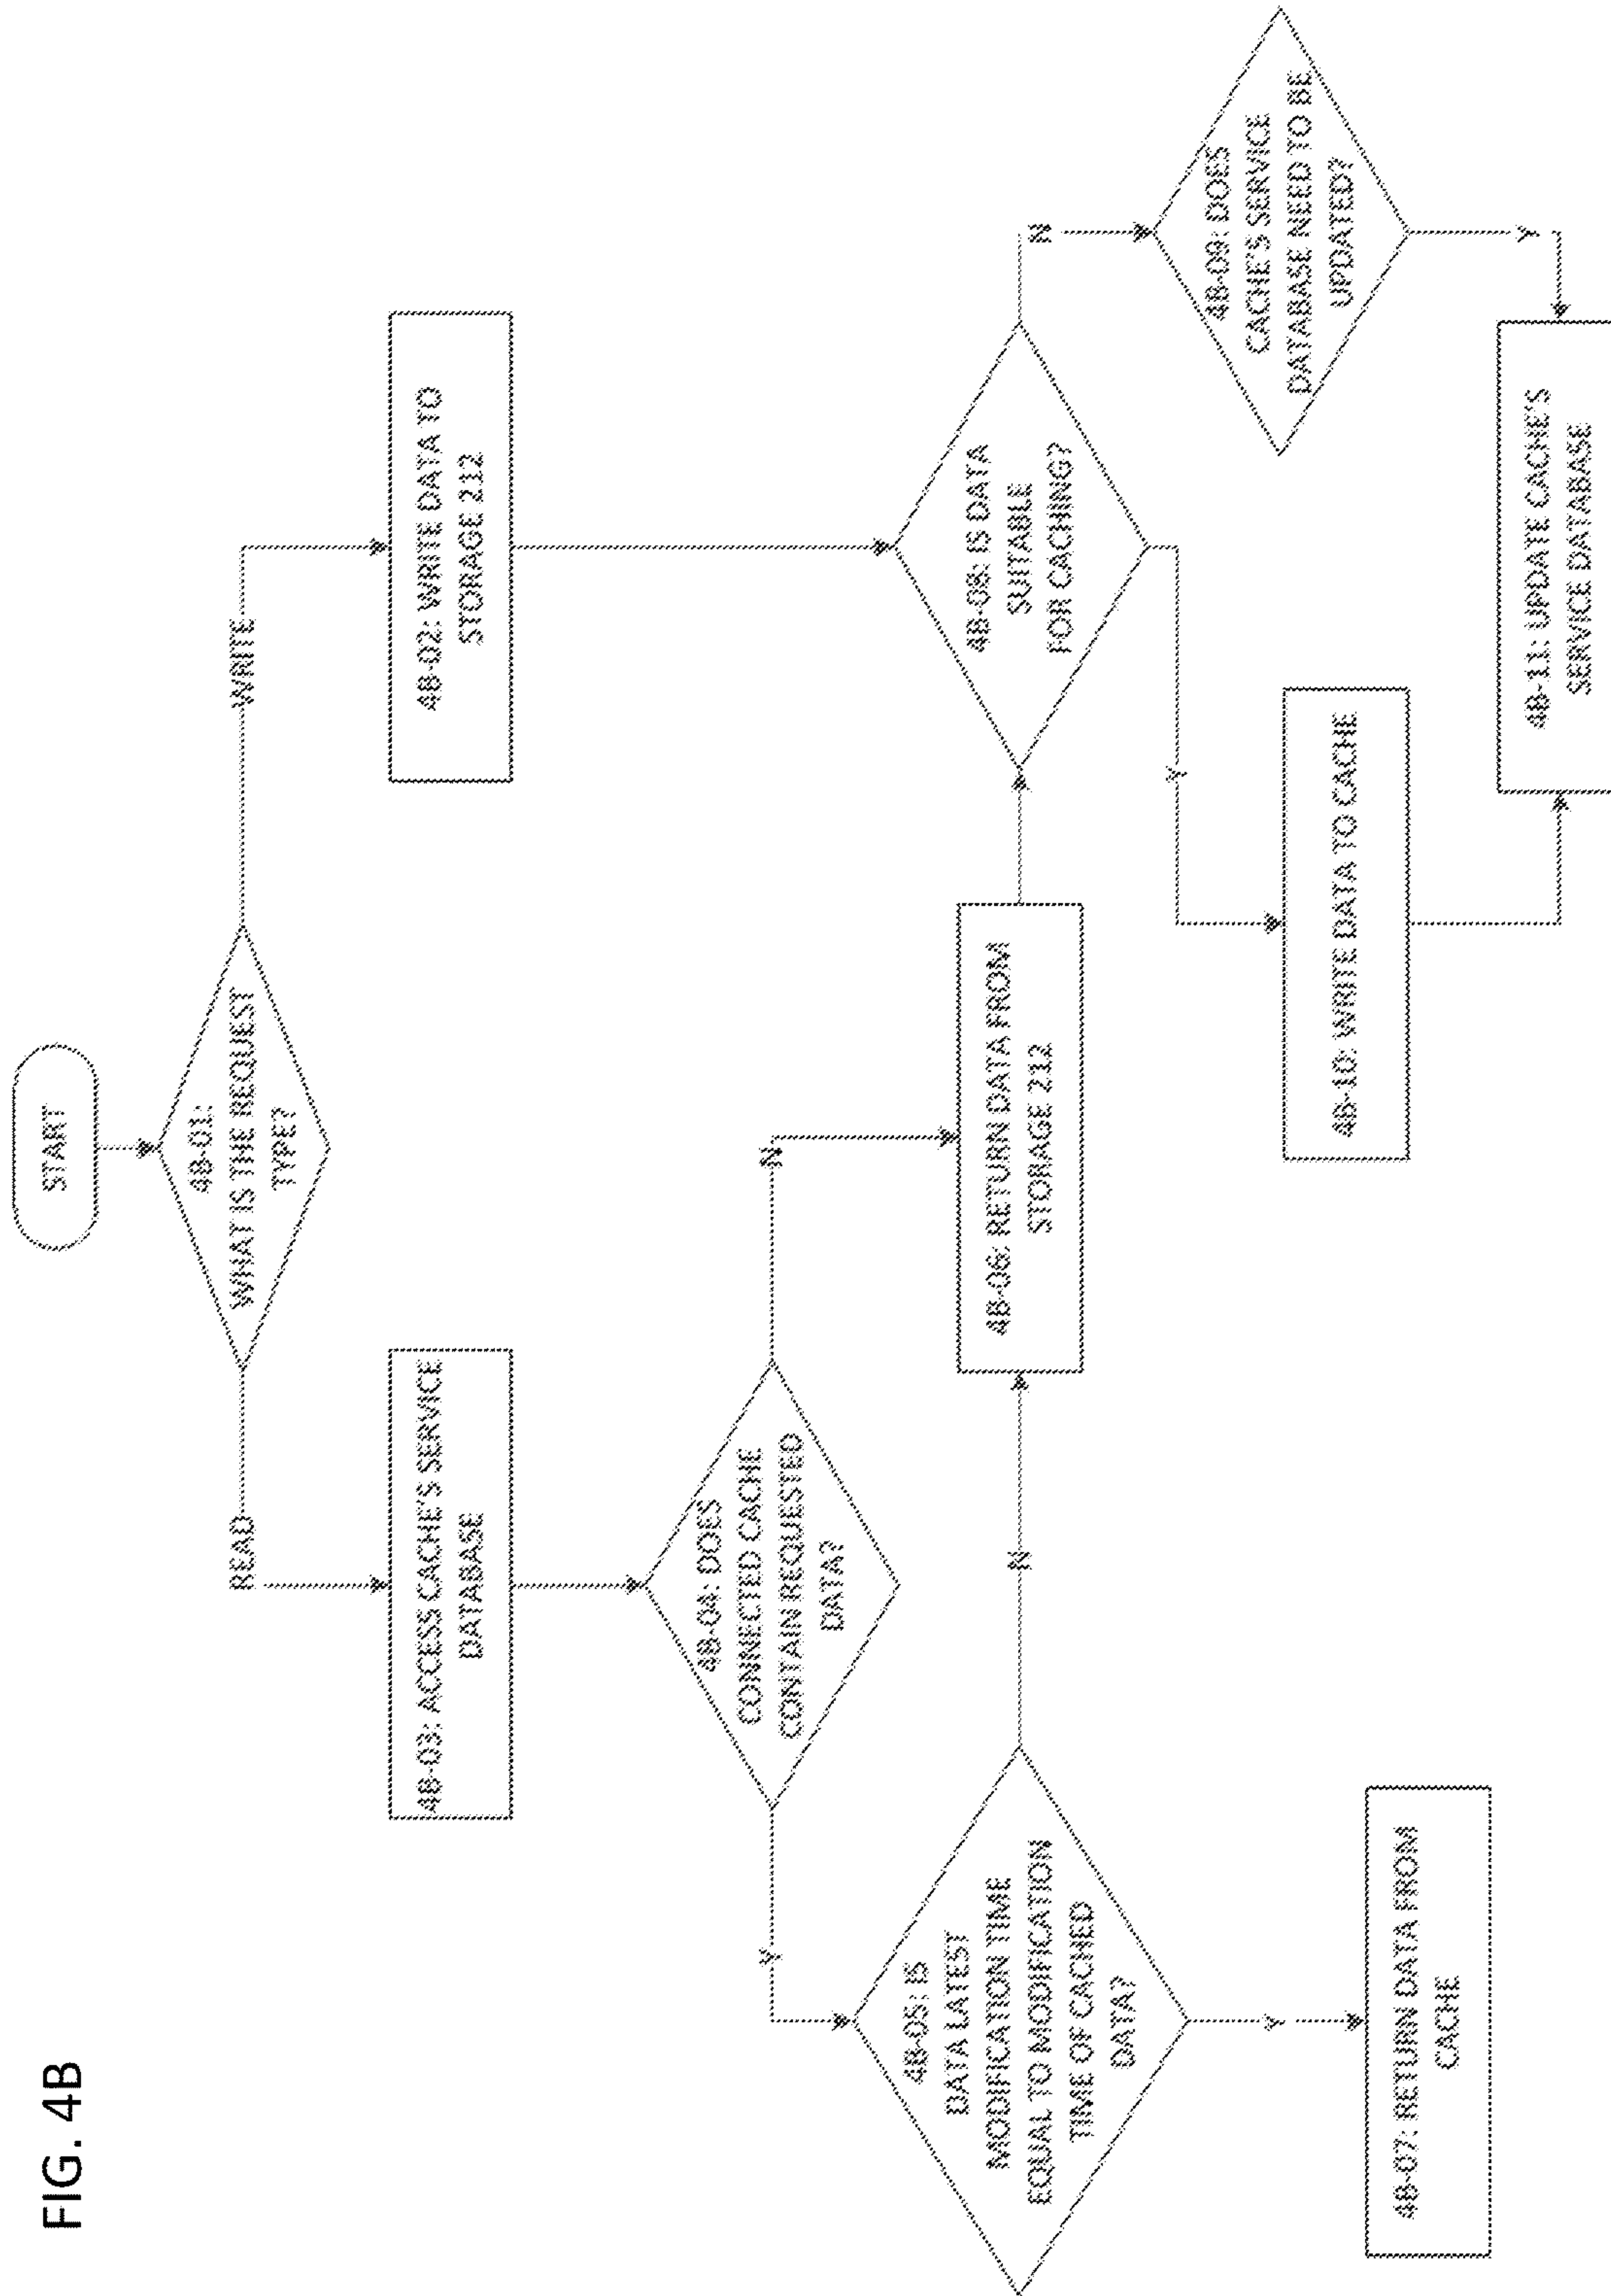 FIG. 4B
START
4B-01:
WHAT IS THE REQUEST
TYPE?
READ
WRITE
4B-03: ACCESS CACHE'S SERVICE
DATABASE
4B-02: WRITE DATA TO
STORAGE 212
4B-04: DOES
CONNECTED CACHE
CONTAIN REQUESTED
DATA?
Y
N
4B-05: IS
DATA LATEST
MODIFICATION TIME
EQUAL TO MODIFICATION
TIME OF CACHED
DATA?
N
4B-06: RETURN DATA FROM
STORAGE 212
4B-08: IS DATA
SUITABLE
FOR CACHING?
N
Y
4B-09: DOES
CACHE'S SERVICE
DATABASE NEED TO BE
UPDATED?
Y
Y
4B-07: RETURN DATA FROM
CACHE
4B-10: WRITE DATA TO CACHE
4B-11: UPDATE CACHE'S
SERVICE DATABASE